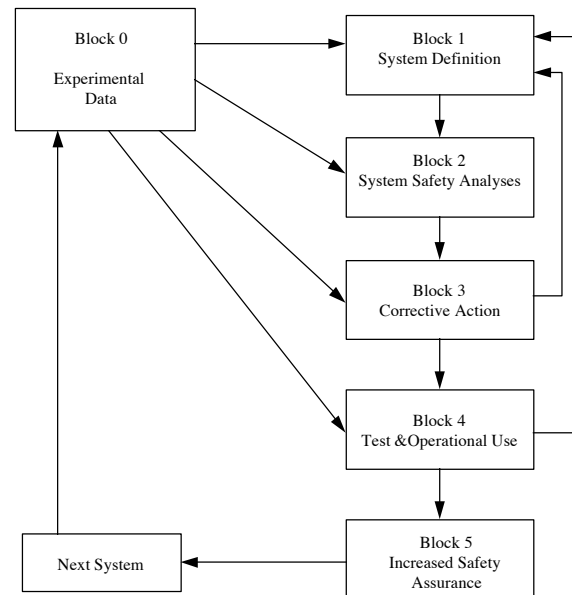 Block 0
Experimental
Data
Block 1
System Definition
Block 2
System Safety Analyses
Block 3
Corrective Action
Block 4
Test &Operational Use
Block 5
Increased Safety
Assurance
Next System